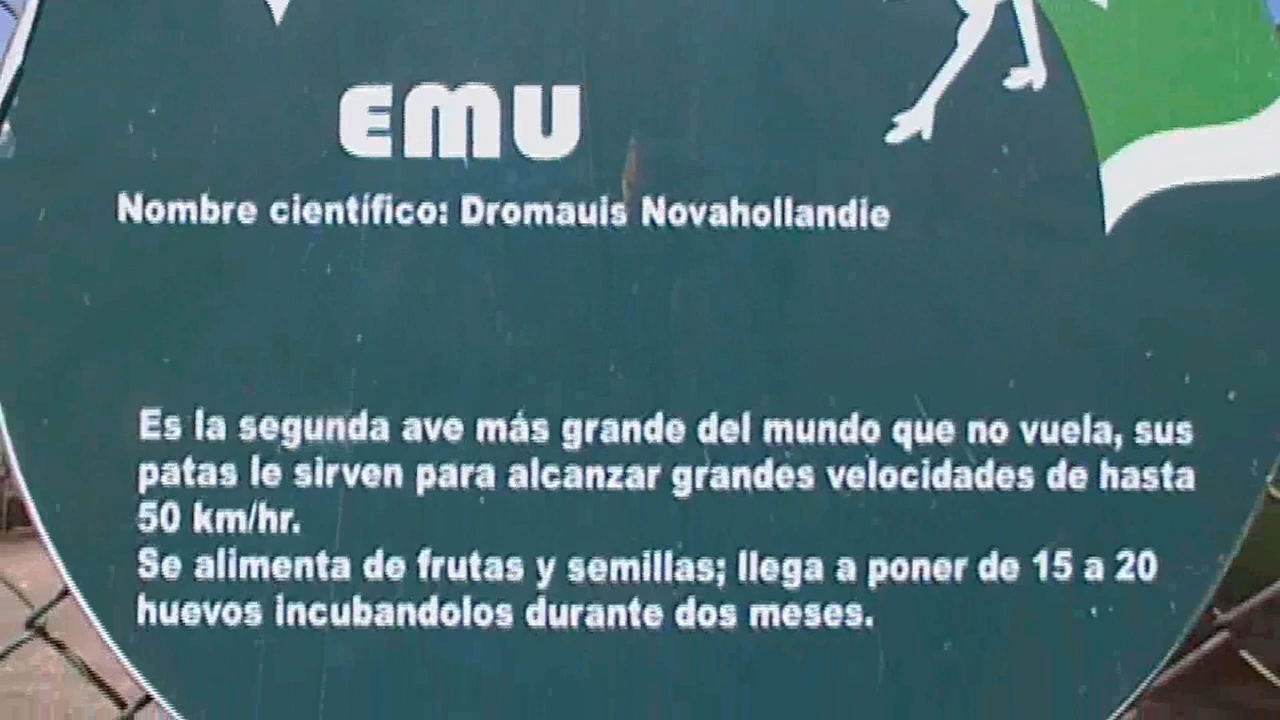 EMU
Nombre científico: Dromauis Novahollandie
Es la segunda ave más grande del mundo que no vuela, sus
patas le sirven para alcanzar grandes velocidades de hasta
50 km/hr.
Se alimenta de frutas y semillas; llega a poner de 15 a 20
huevos incubandolos durante dos meses.